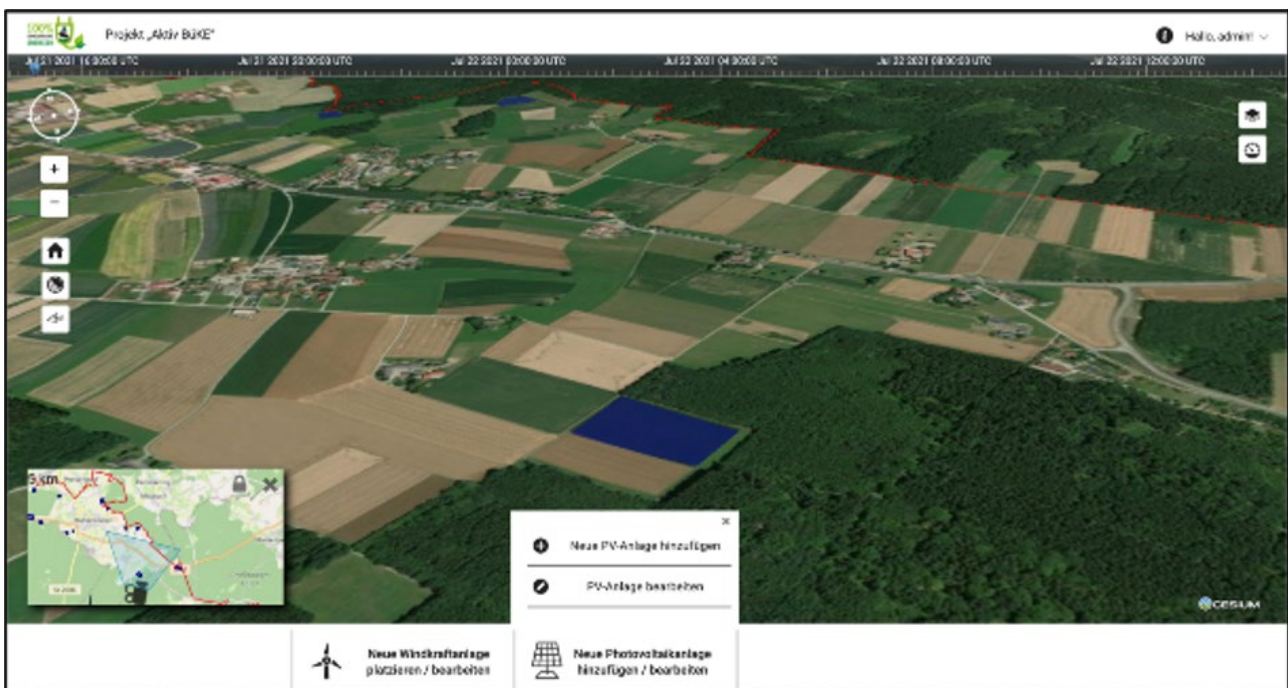 100%
Projekt „Aktiv BüKE"
Hallo, admin!
Jul 21 2021 16:00:00 UTC
Jul 21 2021 20:00:00 UTC
Jul 22 2021 00:00:00 UTC
Jul 22 2021 04:00:00 UTC
Jul 22 2021 08:00:00 UTC
Jul 22 2021 12:00:00 UTC
5 km
Neue PV-Anlage hinzufügen
PV-Anlage bearbeiten
CESIUM
Neue Windkraftanlage
platzieren / bearbeiten
Neue Photovoltaikanlage
hinzufügen / bearbeiten